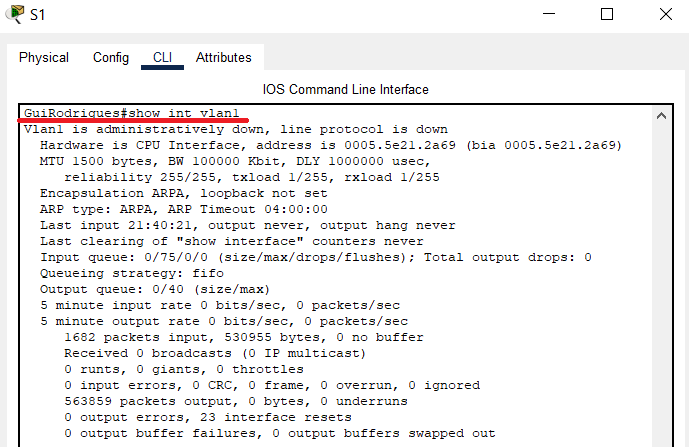 S1
Physical Config CLI Attributes
IOS Command Line Interface
GuiRodrigues#show int vlan1
Vlan1 is administratively down, line protocol is down
Hardware is CPU Interface, address is 0005.5e21.2a69 (bia 0005.5e21.2a69)
MTU 1500 bytes, BW 100000 Kbit, DLY 1000000 usec,
reliability 255/255, txload 1/255, rxload 1/255
Encapsulation ARPA, loopback not set
ARP type: ARPA, ARP Timeout 04:00:00
Last input 21:40:21, output never, output hang never
Last clearing of "show interface" counters never
Input queue: 0/75/0/0 (size/max/drops/flushes); Total output drops: 0
Queueing strategy: fifo
Output queue: 0/40 (size/max)
5 minute input rate 0 bits/sec, 0 packets/sec
5 minute output rate 0 bits/sec, 0 packets/sec
1682 packets input, 530955 bytes, 0 no buffer
Received 0 broadcasts (0 IP multicast)
0 runts, 0 giants, 0 throttles
0 input errors, 0 CRC, 0 frame, 0 overrun, 0 ignored
563859 packets output, 0 bytes, 0 underruns
0 output errors, 23 interface resets
0 output buffer failures, 0 output buffers swapped out